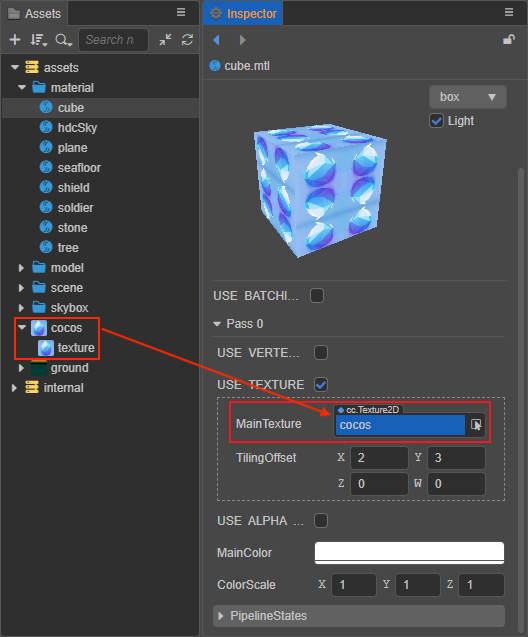 Assets
Search n
assets
material
cube
hdcSky
plane
seafloor
shield
soldier
stone
tree
model
scene
skybox
cocos
texture
ground
internal
Inspector
cube.mtl
box
Light
USE BATCHI...
Pass 0
USE VERTE...
USE TEXTURE
cc.Texture2D
MainTexture cocos
TilingOffset X 2 Y 3
Z 0 W 0
USE ALPHA ...
MainColor
ColorScale X 1 Y 1 Z 1
PipelineStates